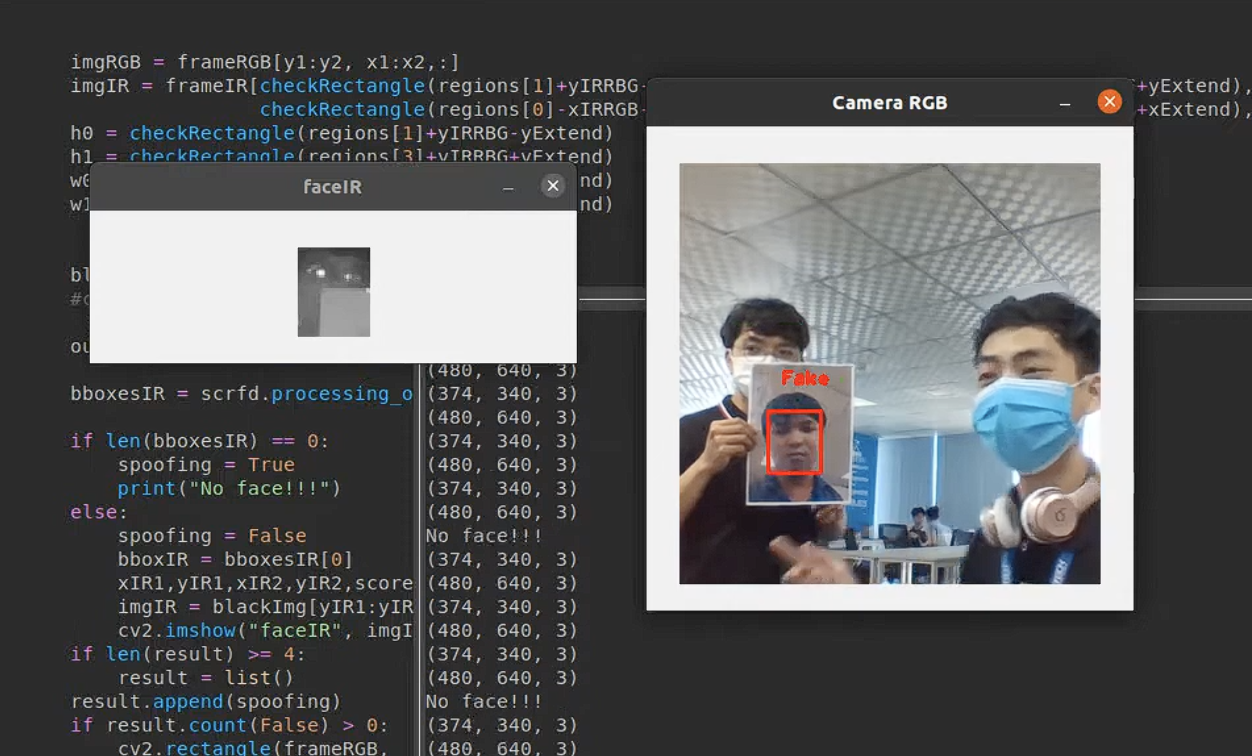 imgRGB = frameRGB[y1:y2, x1:x2,:]
imgIR = frameIR[checkRectangle(regions[1]+yIRRBG-
+yExtend),
checkRectangle(regions[0]-xIRRGB-
+xExtend),
h0 = checkRectangle(regions[1]+yIRRBG-yExtend)
h1 = checkRectangle(regions[3]+yIRRBG+yExtend)
w0
nd)
w1
nd)
faceIR
Camera RGB
Fake
bl
#c
ou
bboxesIR = scrfd.processing_o
if len(bboxesIR) == 0:
spoofing = True
print("No face!!!")
else:
spoofing = False
bboxIR = bboxesIR[0]
xIR1,yIR1,xIR2,yIR2,score
imgIR = blackImg[yIR1:yIR
cv2.imshow("faceIR", imgI
if len(result) >= 4:
result = list()
result.append(spoofing)
if result.count(False) > 0:
cv2.rectangle(frameRGB,
(480, 640, 3)
(374, 340, 3)
(480, 640, 3)
(374, 340, 3)
(480, 640, 3)
(374, 340, 3)
(480, 640, 3)
No face!!!
(374, 340, 3)
(480, 640, 3)
(374, 340, 3)
(480, 640, 3)
(374, 340, 3)
(480, 640, 3)
No face!!!
(374, 340, 3)
(480, 640, 3)